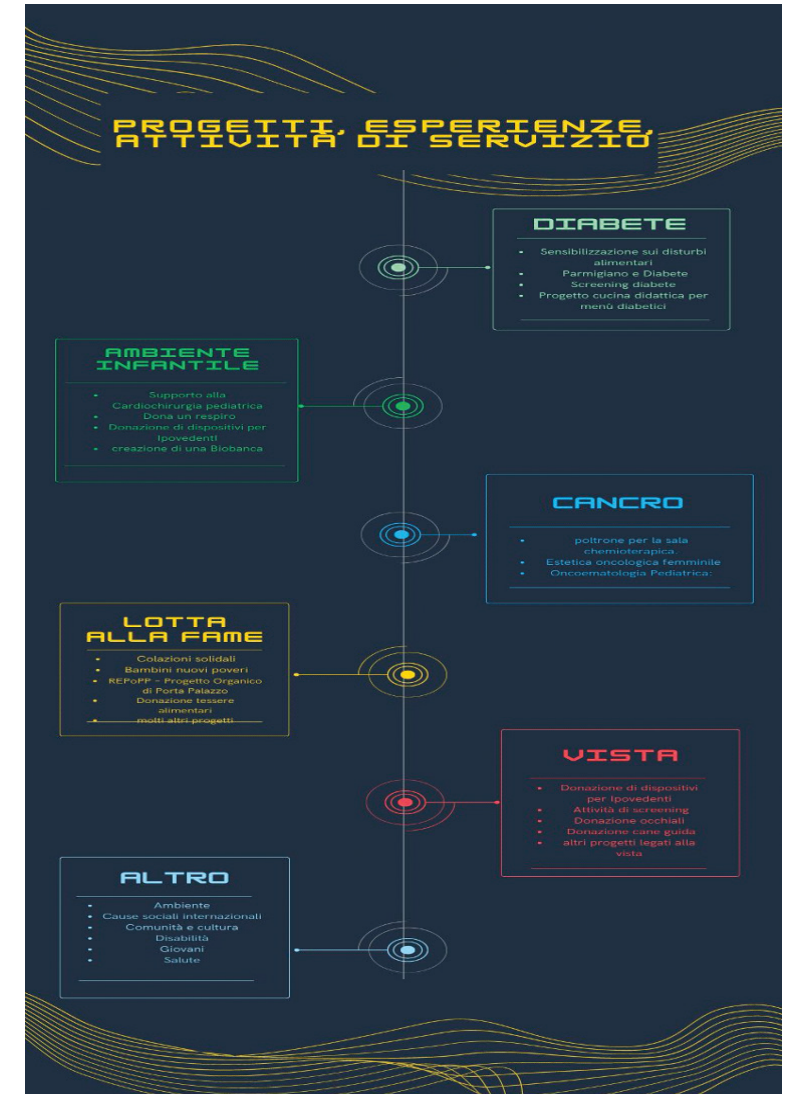 PROGETTI, ESPERIENZE,
ATTIVITÀ DI SERVIZIO
DIABETE
• Sensibilizzazione sui disturbi
alimentari
• Parmigiano e Diabete
• Screening diabete
• Progetto cucina didattica per
menù diabetici
AMBIENTE
INFANTILE
• Supporto alla
Cardiochirurgia pediatrica
• Dona un respiro
• Donazione di dispositivi per
Ipovedenti
• creazione di una Biobanca
CANCRO
• poltrone per la sala
chemioterapica.
• Estetica oncologica femminile
• Oncoematologia Pediatrica:
LOTTA
ALLA FAME
• Colazioni solidali
• Bambini nuovi poveri
• REPoPP - Progetto Organico
di Porta Palazzo
• Donazione tessere
alimentari
• molti altri progetti
VISTA
• Donazione di dispositivi
per Ipovedenti
• Attività di screening
• Donazione occhiali
• Donazione cane guida
• altri progetti legati alla
vista
ALTRO
• Ambiente
• Cause sociali internazionali
• Comunità e cultura
• Disabilità
• Giovani
• Salute